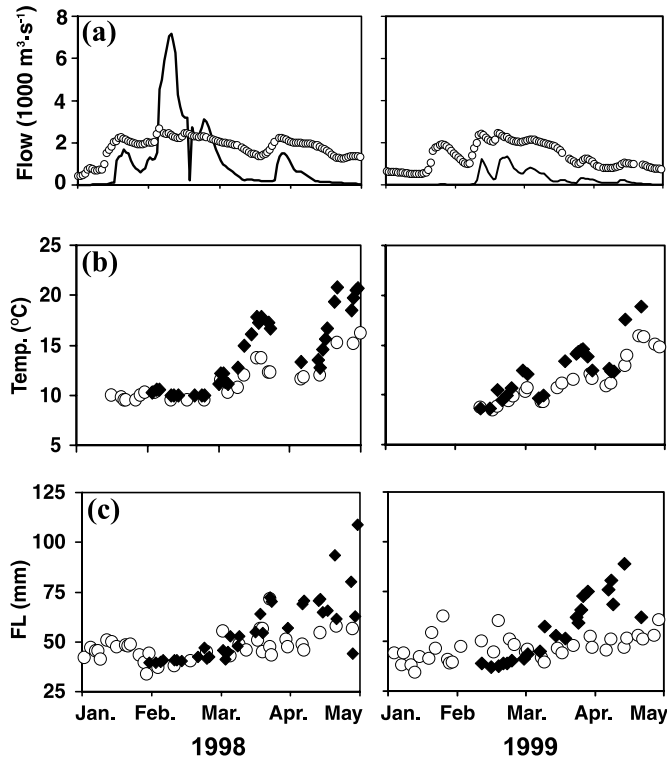 (a)
Flow (1000 m³·s⁻¹)
8
6
4
2
0
(b)
Temp. (°C)
25
20
15
10
5
(c)
FL (mm)
125
100
75
50
25
Jan. Feb. Mar. Apr. May
Jan. Feb Mar. Apr. May
1998
1999